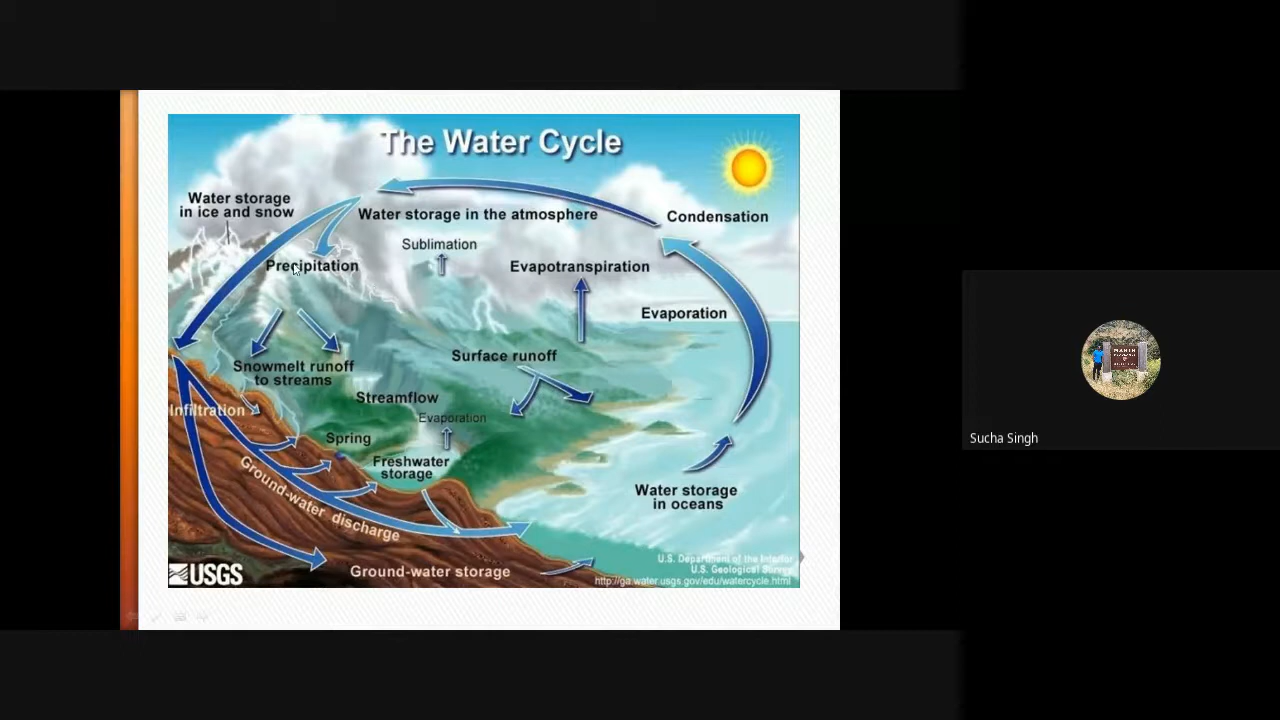 The Water Cycle
Water storage
in ice and snow
Water storage in the atmosphere
Condensation
Sublimation
Precipitation
Evapotranspiration
Evaporation
Snowmelt runoff
to streams
Surface runoff
Streamflow
Infiltration
Evaporation
Spring
Freshwater
storage
Ground-water discharge
Water storage
in oceans
Ground-water storage
U.S. Department of the Interior
U.S. Geological Survey
http://ga.water.usgs.gov/edu/watercycle.html
USGS
Sucha Singh